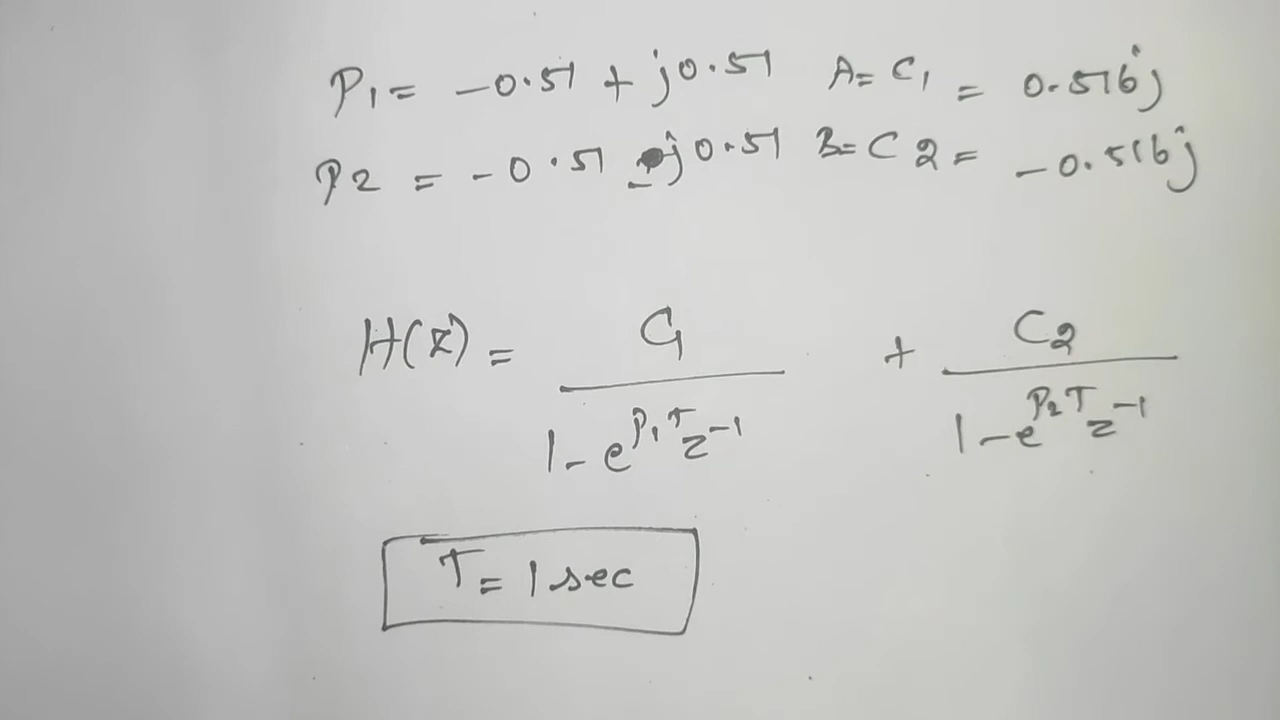 P1 = -0.51 + j0.51 A = C1 = 0.516j
P2 = -0.51 - j0.51 B = C2 = -0.516j
H(z) = C1 / (1 - e^{P1T} z^{-1}) + C2 / (1 - e^{P2T} z^{-1})
T = 1 sec